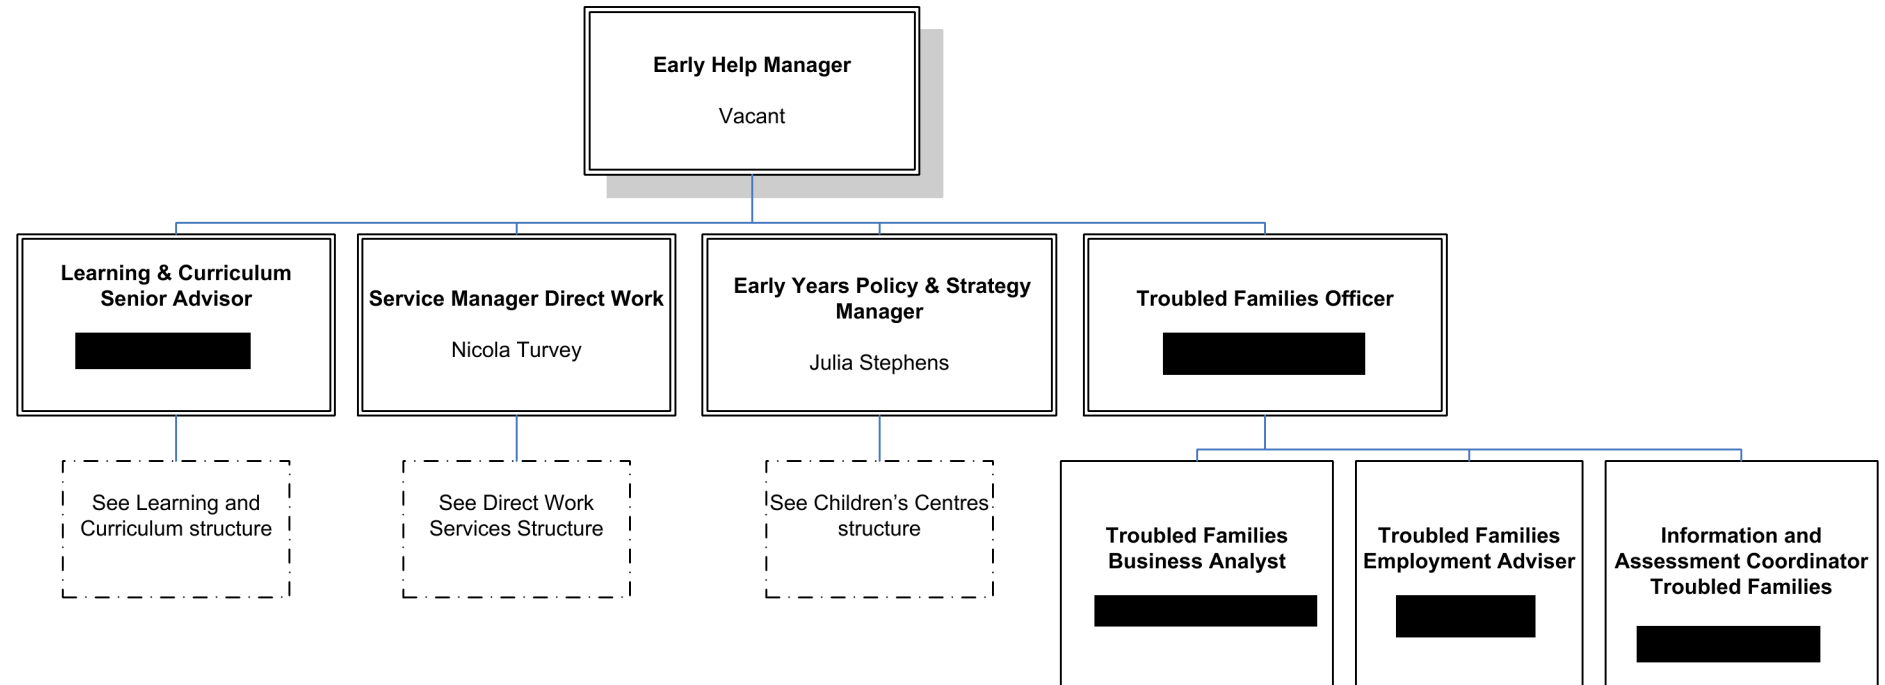 Early Help Manager
Vacant
Learning & Curriculum
Senior Advisor
Service Manager Direct Work
Nicola Turvey
Early Years Policy & Strategy
Manager
Julia Stephens
Troubled Families Officer
See Learning and
Curriculum structure
See Direct Work
Services Structure
See Children’s Centres
structure
Troubled Families
Business Analyst
Troubled Families
Employment Adviser
Information and
Assessment Coordinator
Troubled Families